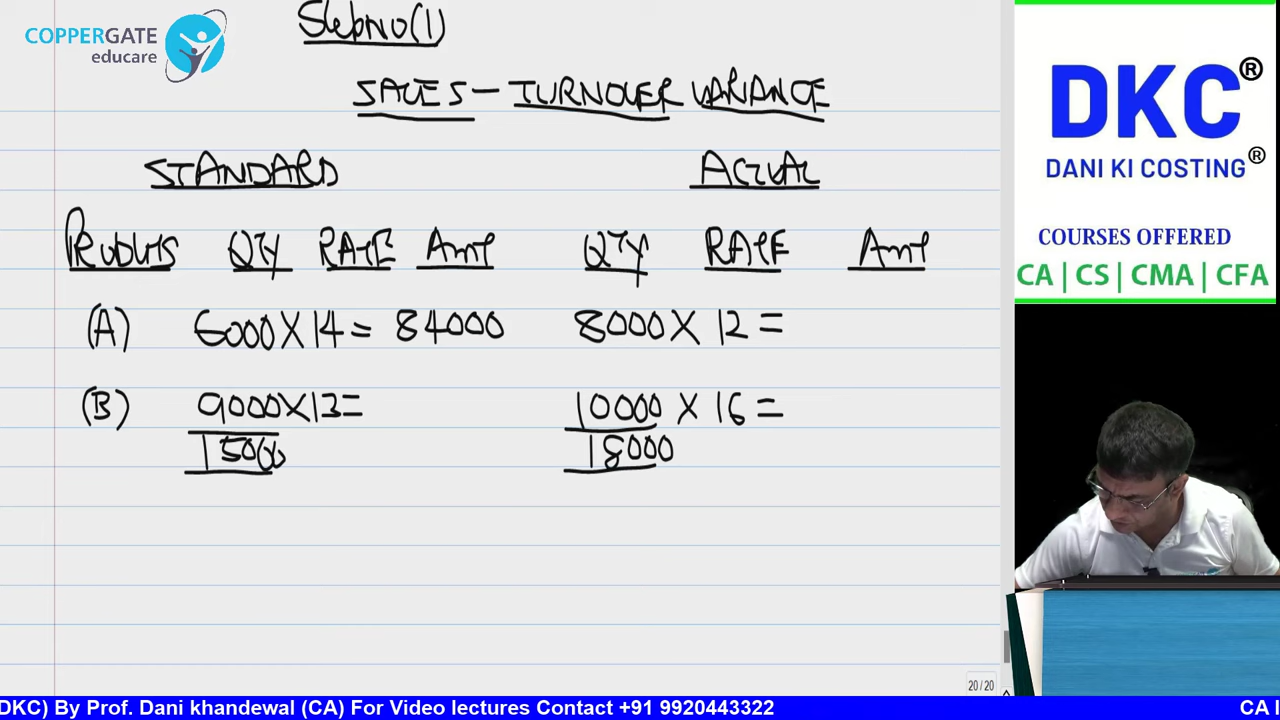 COPPERGATE
educare
Step No (1)
SALES - TURNOVER VARIANCE
STANDARD ACTUAL
Products QTY RATE Amt QTY RATE Amt
(A) 6000 X 14 = 84000 8000 X 12 =
(B) 9000 X 13 = 10000 X 16 =
15000 18000
20 / 20
DKC®
DANI KI COSTING®
COURSES OFFERED
CA | CS | CMA | CFA
DKC) By Prof. Dani khandewal (CA) For Video lectures Contact +91 9920443322 CA I